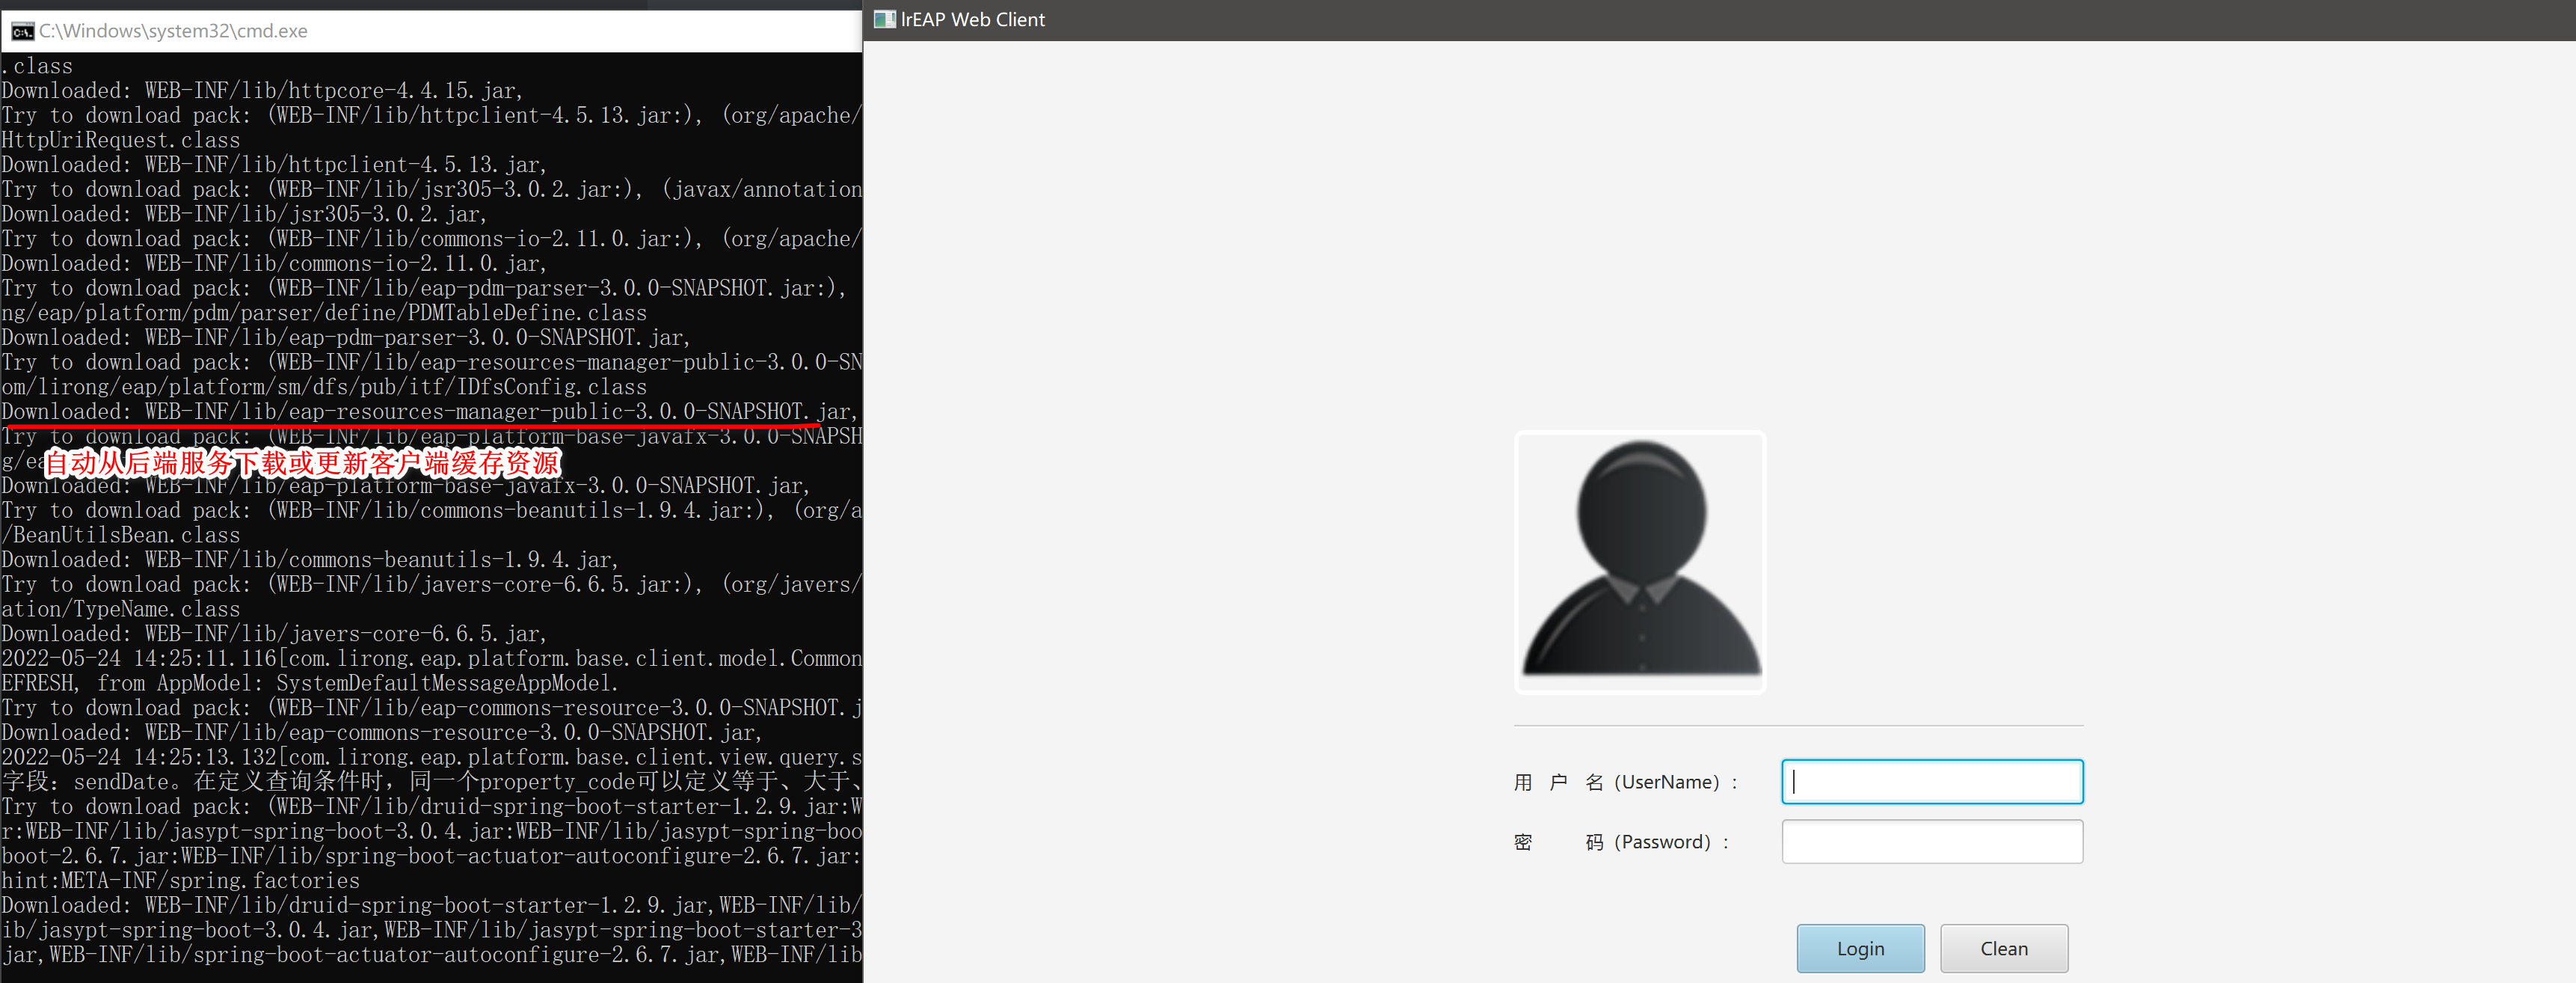 C:\Windows\system32\cmd.exe
.class
Downloaded: WEB-INF/lib/httpcore-4.4.15.jar,
Try to download pack: (WEB-INF/lib/httpclient-4.5.13.jar:), (org/apache/
HttpUriRequest.class
Downloaded: WEB-INF/lib/httpclient-4.5.13.jar,
Try to download pack: (WEB-INF/lib/jsr305-3.0.2.jar:), (javax/annotation
Downloaded: WEB-INF/lib/jsr305-3.0.2.jar,
Try to download pack: (WEB-INF/lib/commons-io-2.11.0.jar:), (org/apache/
Downloaded: WEB-INF/lib/commons-io-2.11.0.jar,
Try to download pack: (WEB-INF/lib/eap-pdm-parser-3.0.0-SNAPSHOT.jar:),
ng/eap/platform/pdm/parser/define/PDMTableDefine.class
Downloaded: WEB-INF/lib/eap-pdm-parser-3.0.0-SNAPSHOT.jar,
Try to download pack: (WEB-INF/lib/eap-resources-manager-public-3.0.0-SN
om/lirong/eap/platform/sm/dfs/pub/itf/IDfsConfig.class
Downloaded: WEB-INF/lib/eap-resources-manager-public-3.0.0-SNAPSHOT.jar,
Try to download pack: (WEB-INF/lib/eap-platform-base-javafx-3.0.0-SNAPSH
g/ea
自动从后端服务下载或更新客户端缓存资源
Downloaded: WEB-INF/lib/eap-platform-base-javafx-3.0.0-SNAPSHOT.jar,
Try to download pack: (WEB-INF/lib/commons-beanutils-1.9.4.jar:), (org/a
/BeanUtilsBean.class
Downloaded: WEB-INF/lib/commons-beanutils-1.9.4.jar,
Try to download pack: (WEB-INF/lib/javers-core-6.6.5.jar:), (org/javers/
ation/TypeName.class
Downloaded: WEB-INF/lib/javers-core-6.6.5.jar,
2022-05-24 14:25:11.116[com.lirong.eap.platform.base.client.model.Common
EFRESH, from AppModel: SystemDefaultMessageAppModel.
Try to download pack: (WEB-INF/lib/eap-commons-resource-3.0.0-SNAPSHOT.j
Downloaded: WEB-INF/lib/eap-commons-resource-3.0.0-SNAPSHOT.jar,
2022-05-24 14:25:13.132[com.lirong.eap.platform.base.client.view.query.s
字段: sendDate。在定义查询条件时, 同一个property_code可以定义等于、大于、
Try to download pack: (WEB-INF/lib/druid-spring-boot-starter-1.2.9.jar:W
r:WEB-INF/lib/jasypt-spring-boot-3.0.4.jar:WEB-INF/lib/jasypt-spring-boo
boot-2.6.7.jar:WEB-INF/lib/spring-boot-actuator-autoconfigure-2.6.7.jar:
hint:META-INF/spring.factories
Downloaded: WEB-INF/lib/druid-spring-boot-starter-1.2.9.jar,WEB-INF/lib/
ib/jasypt-spring-boot-3.0.4.jar,WEB-INF/lib/jasypt-spring-boot-starter-3
jar,WEB-INF/lib/spring-boot-actuator-autoconfigure-2.6.7.jar,WEB-INF/lib
lrEAP Web Client
用 户 名 (UserName) :
密 码 (Password) :
Login Clean